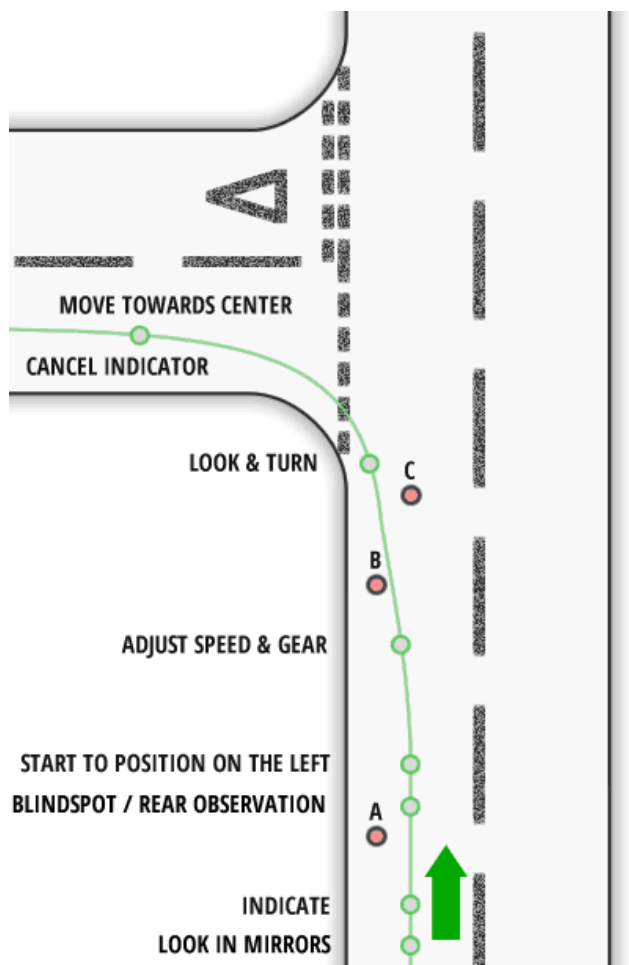 MOVE TOWARDS CENTER
CANCEL INDICATOR
LOOK & TURN
C
B
ADJUST SPEED & GEAR
START TO POSITION ON THE LEFT
BLINDSPOT / REAR OBSERVATION
A
INDICATE
LOOK IN MIRRORS